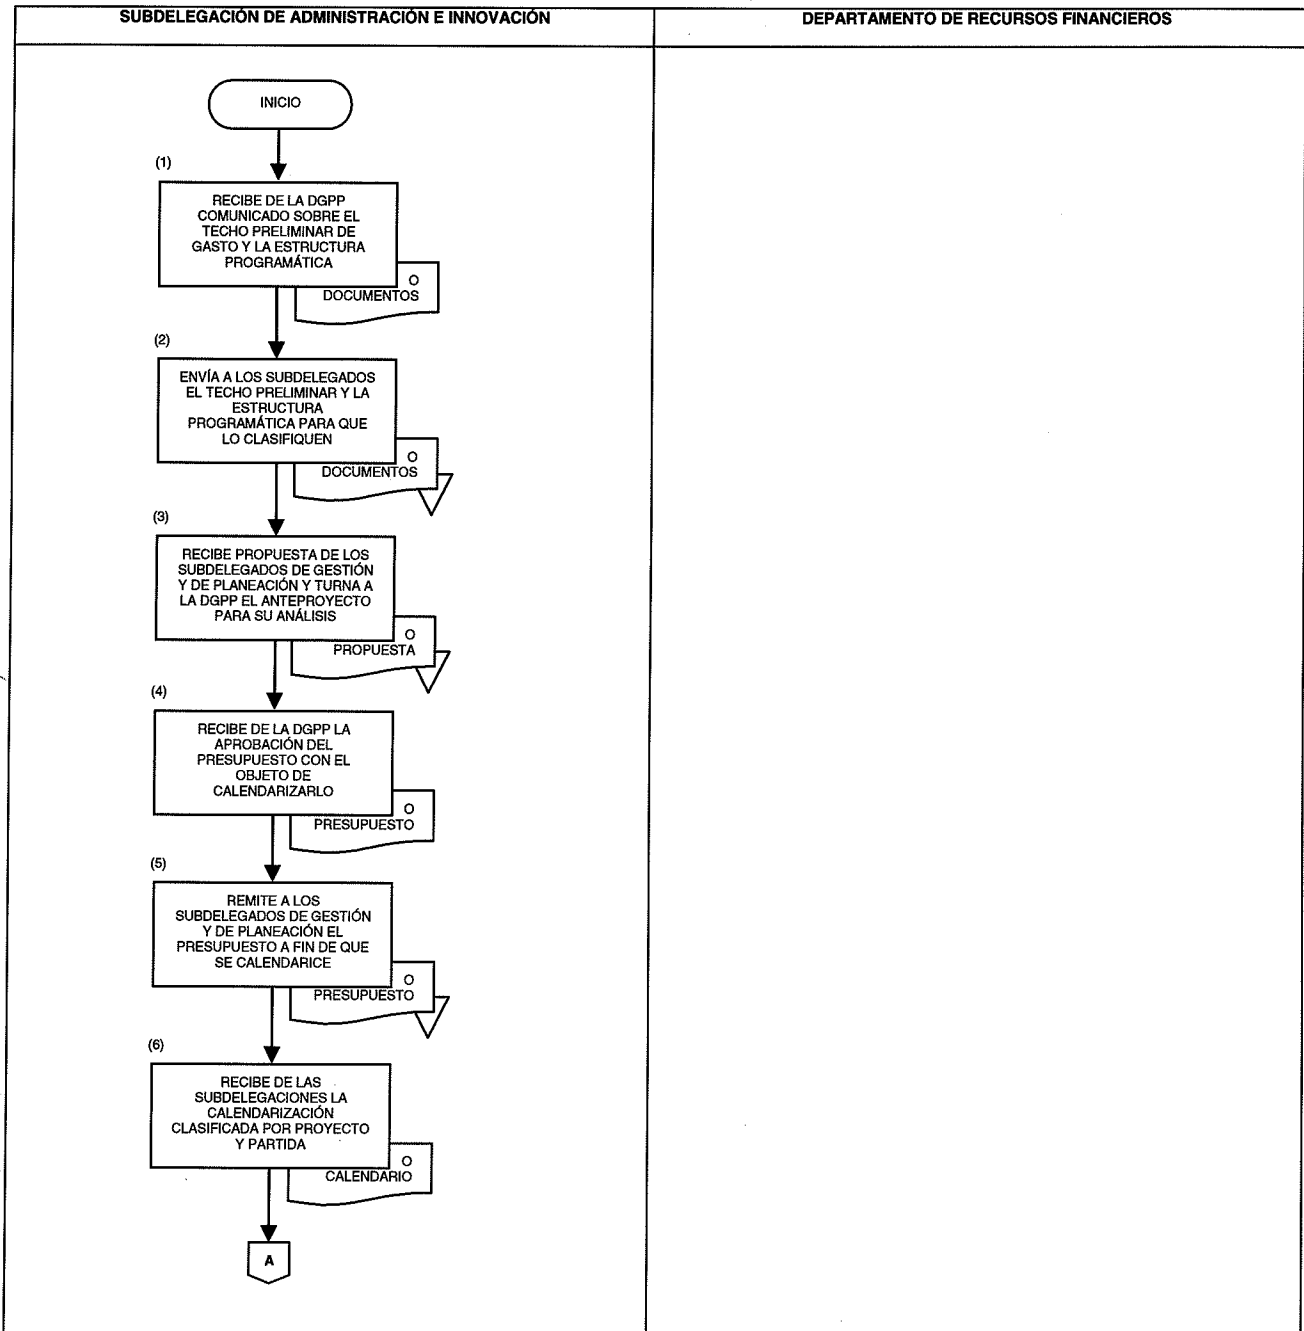 SUBDELEGACIÓN DE ADMINISTRACIÓN E INNOVACIÓN
DEPARTAMENTO DE RECURSOS FINANCIEROS
INICIO
(1)
RECIBE DE LA DGPP
COMUNICADO SOBRE EL
TECHO PRELIMINAR DE
GASTO Y LA ESTRUCTURA
PROGRAMÁTICA
O
DOCUMENTOS
(2)
ENVÍA A LOS SUBDELEGADOS
EL TECHO PRELIMINAR Y LA
ESTRUCTURA
PROGRAMÁTICA PARA QUE
LO CLASIFIQUEN
O
DOCUMENTOS
(3)
RECIBE PROPUESTA DE LOS
SUBDELEGADOS DE GESTIÓN
Y DE PLANEACIÓN Y TURNA A
LA DGPP EL ANTEPROYECTO
PARA SU ANÁLISIS
O
PROPUESTA
(4)
RECIBE DE LA DGPP LA
APROBACIÓN DEL
PRESUPUESTO CON EL
OBJETO DE
CALENDARIZARLO
O
PRESUPUESTO
(5)
REMITE A LOS
SUBDELEGADOS DE GESTIÓN
Y DE PLANEACIÓN EL
PRESUPUESTO A FIN DE QUE
SE CALENDARICE
O
PRESUPUESTO
(6)
RECIBE DE LAS
SUBDELEGACIONES LA
CALENDARIZACIÓN
CLASIFICADA POR PROYECTO
Y PARTIDA
O
CALENDARIO
A